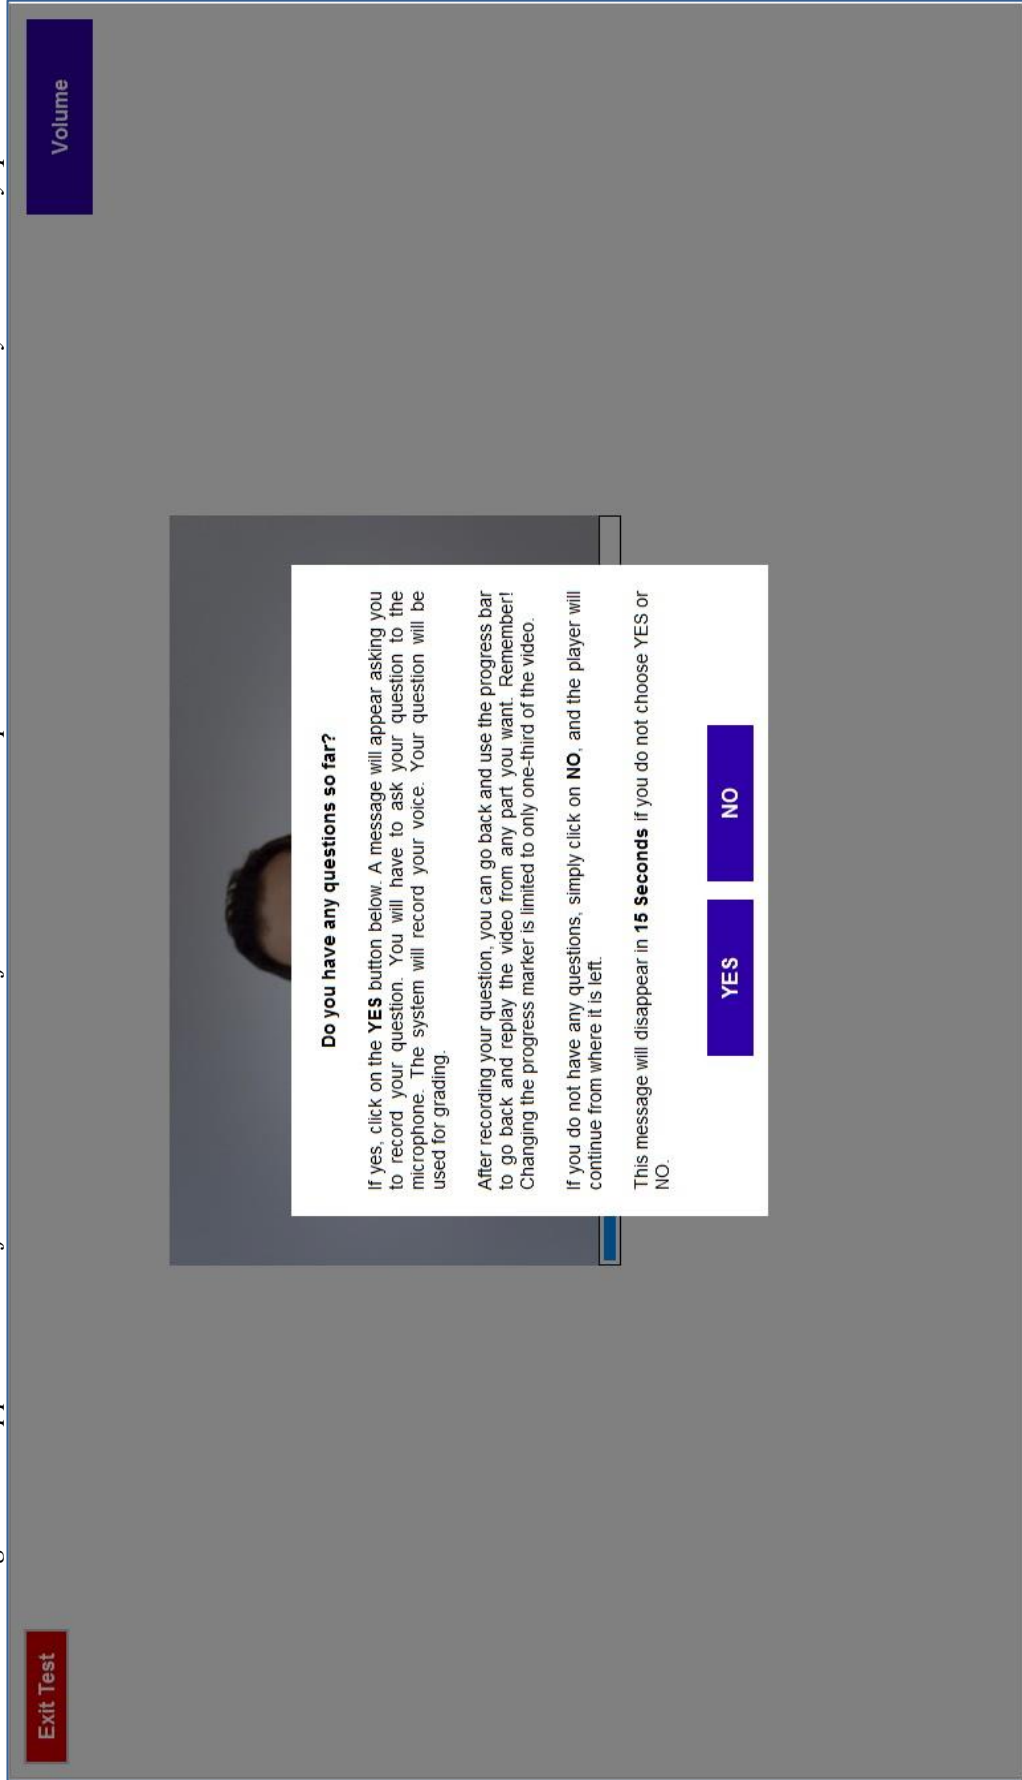 Exit Test
Volume
Do you have any questions so far?
If yes, click on the YES button below. A message will appear asking you
to record your question. You will have to ask your question to the
microphone. The system will record your voice. Your question will be
used for grading.
After recording your question, you can go back and use the progress bar
to go back and replay the video from any part you want. Remember!
Changing the progress marker is limited to only one-third of the video.
If you do not have any questions, simply click on NO, and the player will
continue from where it is left.
This message will disappear in 15 Seconds if you do not choose YES or
NO.
YES
NO